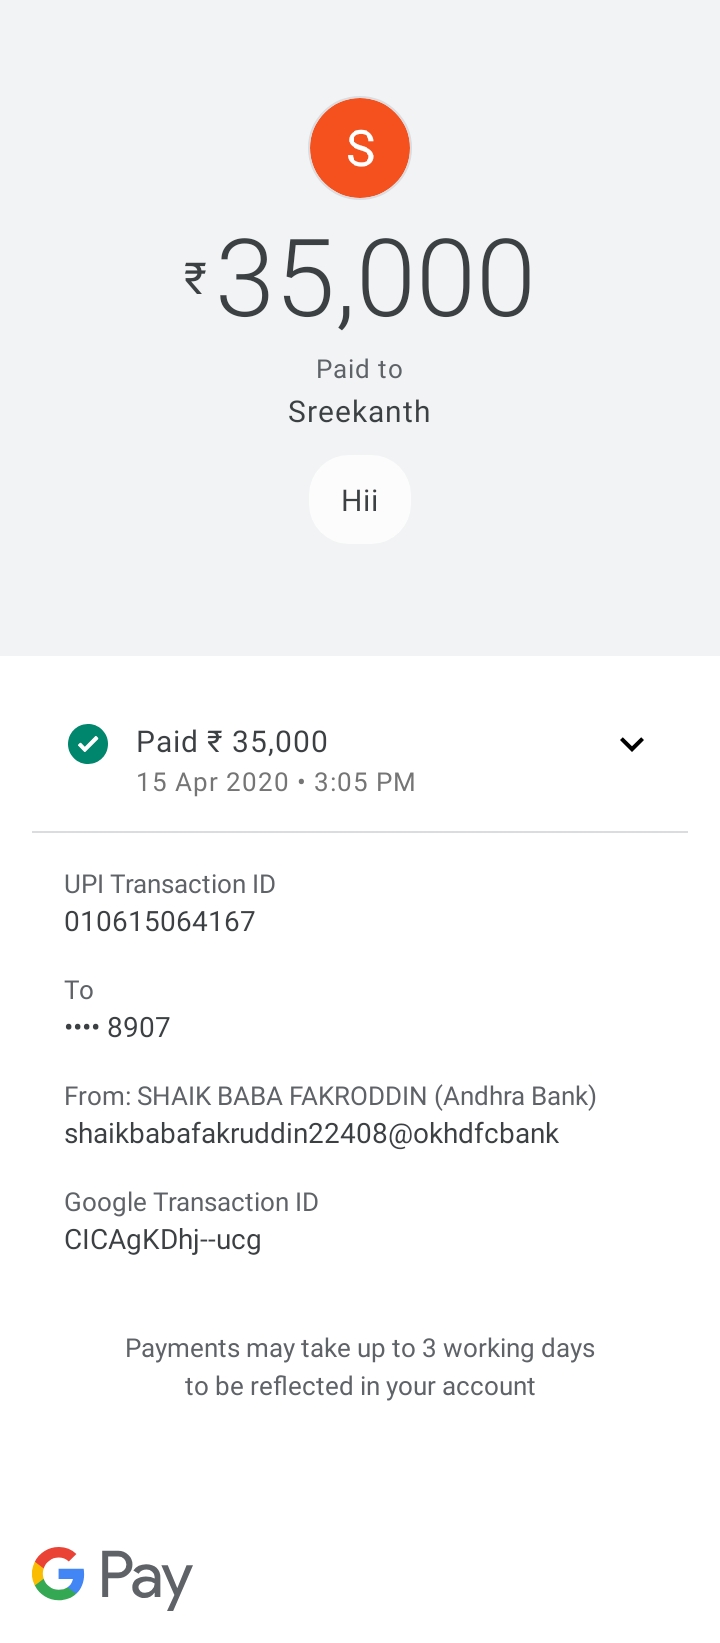 S
₹35,000
Paid to
Sreekanth
Hii
Paid ₹ 35,000
15 Apr 2020 • 3:05 PM
UPI Transaction ID
010615064167
To
•••• 8907
From: SHAIK BABA FAKRODDIN (Andhra Bank)
shaikbabafakruddin22408@okhdfcbank
Google Transaction ID
CICAgKDhj--ucg
Payments may take up to 3 working days
to be reflected in your account
G Pay